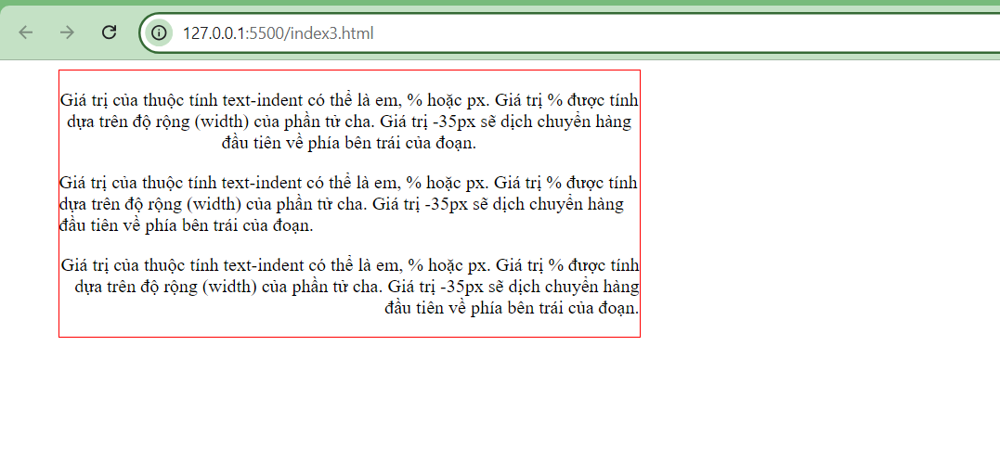 127.0.0.1:5500/index3.html
Giá trị của thuộc tính text-indent có thể là em, % hoặc px. Giá trị % được tính
dựa trên độ rộng (width) của phần tử cha. Giá trị -35px sẽ dịch chuyển hàng
đầu tiên về phía bên trái của đoạn.
Giá trị của thuộc tính text-indent có thể là em, % hoặc px. Giá trị % được tính
dựa trên độ rộng (width) của phần tử cha. Giá trị -35px sẽ dịch chuyển hàng
đầu tiên về phía bên trái của đoạn.
Giá trị của thuộc tính text-indent có thể là em, % hoặc px. Giá trị % được tính
dựa trên độ rộng (width) của phần tử cha. Giá trị -35px sẽ dịch chuyển hàng
đầu tiên về phía bên trái của đoạn.